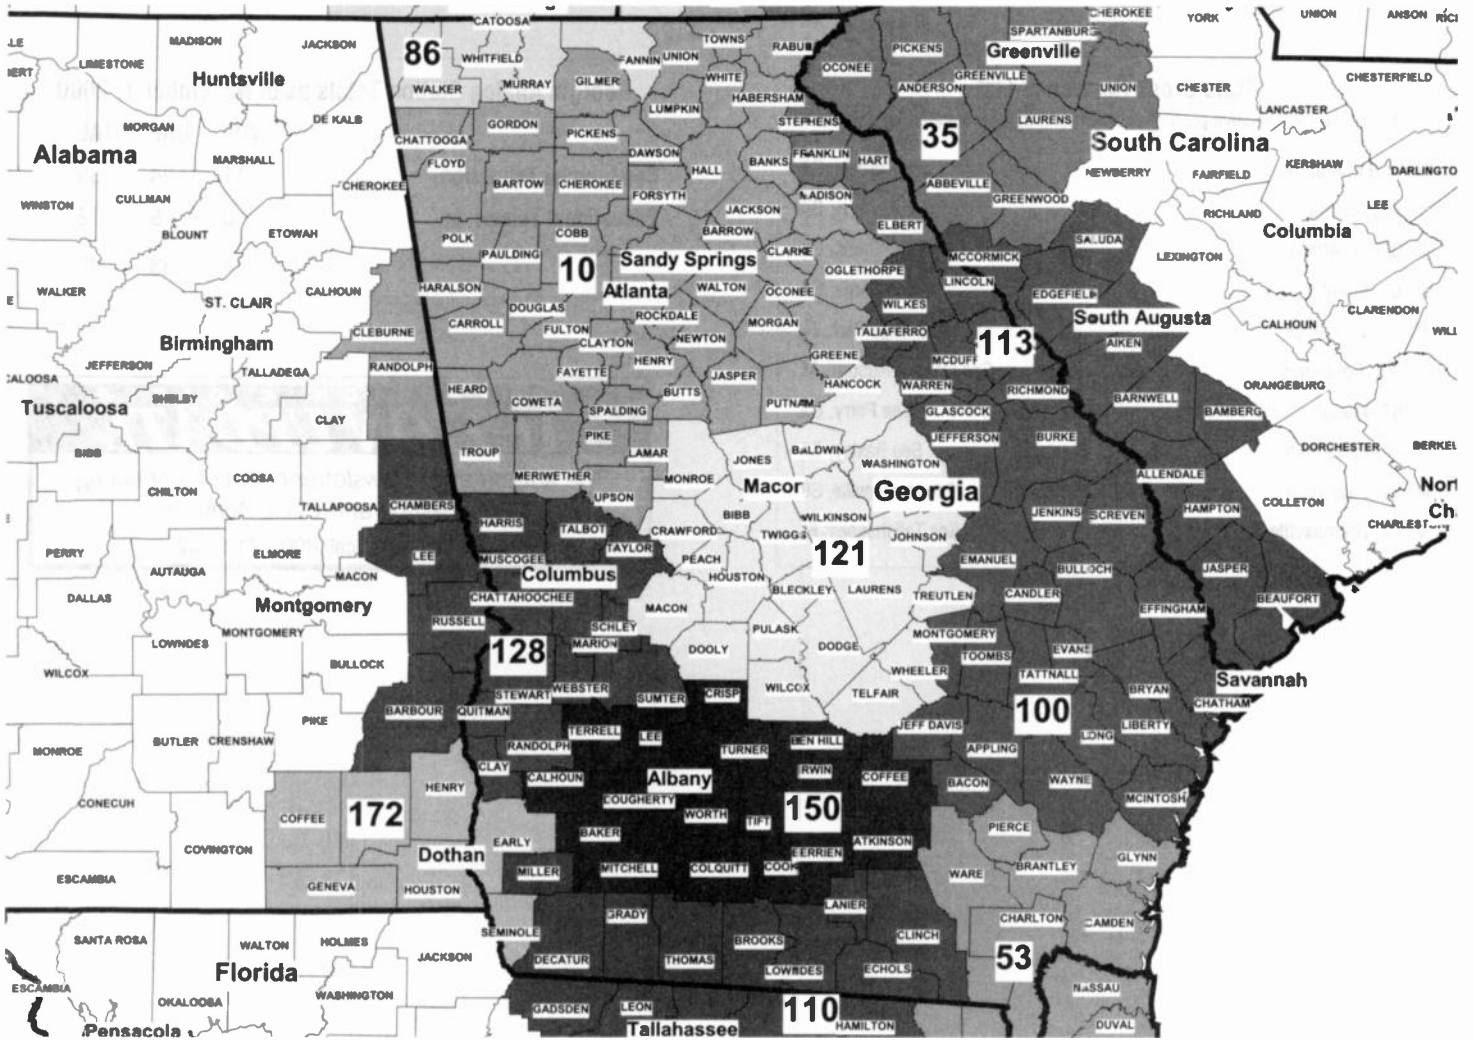 CATOOSA
CHEROKEE
YORK
UNION
ANSON
MADISON
JACKSON
86
WHITFIELD
FANNIN
UNION
TOWNS
PICKENS
SPARTANBURG
Greenville
LIMESTONE
Huntsville
WALKER
MURRAY
GILMER
WHITE
OCONEE
ANDERSON
GREENVILLE
UNION
CHESTER
CHESTERFIELD
LUMPKIN
HABERSHAM
LANCASTER
MORGAN
DE KALB
CHATTOOGA
GORDON
PICKENS
STEPHENS
35
LAURENS
South Carolina
Alabama
MARSHALL
FLOYD
DAWSON
HALL
BANKS
FRANKLIN
HART
KERSHAW
NEWBERRY
FAIRFIELD
DARLINGTO
CHEROKEE
BARTOW
CHEROKEE
FORSYTH
MADISON
ABBEVILLE
GREENWOOD
WINSTON
CULLMAN
JACKSON
RICHLAND
LEE
BLOUNT
ETOWAH
POLK
COBB
BARROW
ELBERT
SALUDA
Columbia
PAULDING
Sandy Springs
CLARKE
MCCORMICK
LEXINGTON
10
OGLETHORPE
LINCOLN
WALKER
ST. CLAIR
CALHOUN
HARALSON
Atlanta
WALTON
OCONEE
WILKES
EDGEFIELD
CLARENDON
DOUGLAS
ROCKDALE
MORGAN
South Augusta
CALHOUN
CLEBURNE
CARROLL
FULTON
CLAYTON
NEWTON
TALIAFERRO
113
AIKEN
Birmingham
JEFFERSON
TALLADEGA
RANDOLPH
FAYETTE
HENRY
JASPER
GREENE
MCDUFF
CALOOSA
HEARD
BUTTS
HANCOCK
WARREN
RICHMOND
BARNWELL
ORANGEBURG
Tuscaloosa
SHELBY
CLAY
COWETA
SPALDING
PUTNAM
GLASCOCK
BAMBERG
BIBB
TROUP
PIKE
LAMAR
JONES
BALDWIN
JEFFERSON
BURKE
DORCHESTER
BERKEL
CHILTON
COOSA
MERIWETHER
UPSON
MONROE
WASHINGTON
ALLENDALE
Macor
Georgia
TALLAPOOSA
CHAMBERS
HARRIS
TALBOT
CRAWFORD
BIBB
WILKINSON
JENKINS
SCREVEN
HAMPTON
COLLETON
Nort
Ch
PERRY
ELMORE
LEE
MUSCOGEE
TAYLOR
PEACH
TWIGGS
121
JOHNSON
EMANUEL
BULLOCH
JASPER
AUTAUGA
MACON
Columbus
HOUSTON
BLECKLEY
LAURENS
TREUTLEN
CANDLER
EFFINGHAM
BEAUFORT
DALLAS
Montgomery
CHATTAHOOCHEE
MACON
RUSSELL
SCHLEY
PULASK
MONTGOMERY
LOWNDES
MONTGOMERY
BULLOCK
128
MARION
DOOLY
DODGE
TOOMBS
EVANS
WILCOX
WHEELER
TATTNALL
Savannah
STEWART
WEBSTER
SUMTER
CRISP
WILCOX
TELFAIR
BRYAN
CHATHAM
PIKE
BARBOUR
QUITMAN
100
LIBERTY
MONROE
BUTLER
CRENSHAW
RANDOLPH
TERRELL
LEE
TURNER
BEN HILL
JEFF DAVIS
APPLING
LONG
CLAY
CALHOUN
Albany
IRWIN
COFFEE
BACON
WAYNE
MCINTOSH
CONECUH
COFFEE
172
HENRY
DOUGHERTY
WORTH
TIFT
150
PIERCE
COVINGTON
Dothan
EARLY
BAKER
ATKINSON
BRANTLEY
GLYNN
ESCAMBIA
GENEVA
HOUSTON
MILLER
MITCHELL
COLQUITT
COOK
BERRIEN
WARE
SANTA ROSA
WALTON
HOLMES
SEMINOLE
GRADY
LANIER
CHARLTON
CAMDEN
Florida
JACKSON
DECATUR
THOMAS
BROOKS
LOWNDES
CLINCH
ECHOLS
53
ESCAMBIA
OKALOOSA
WASHINGTON
NASSAU
Pensacola
GADSDEN
LEON
Tallahassee
110
HAMILTON
DUVAL